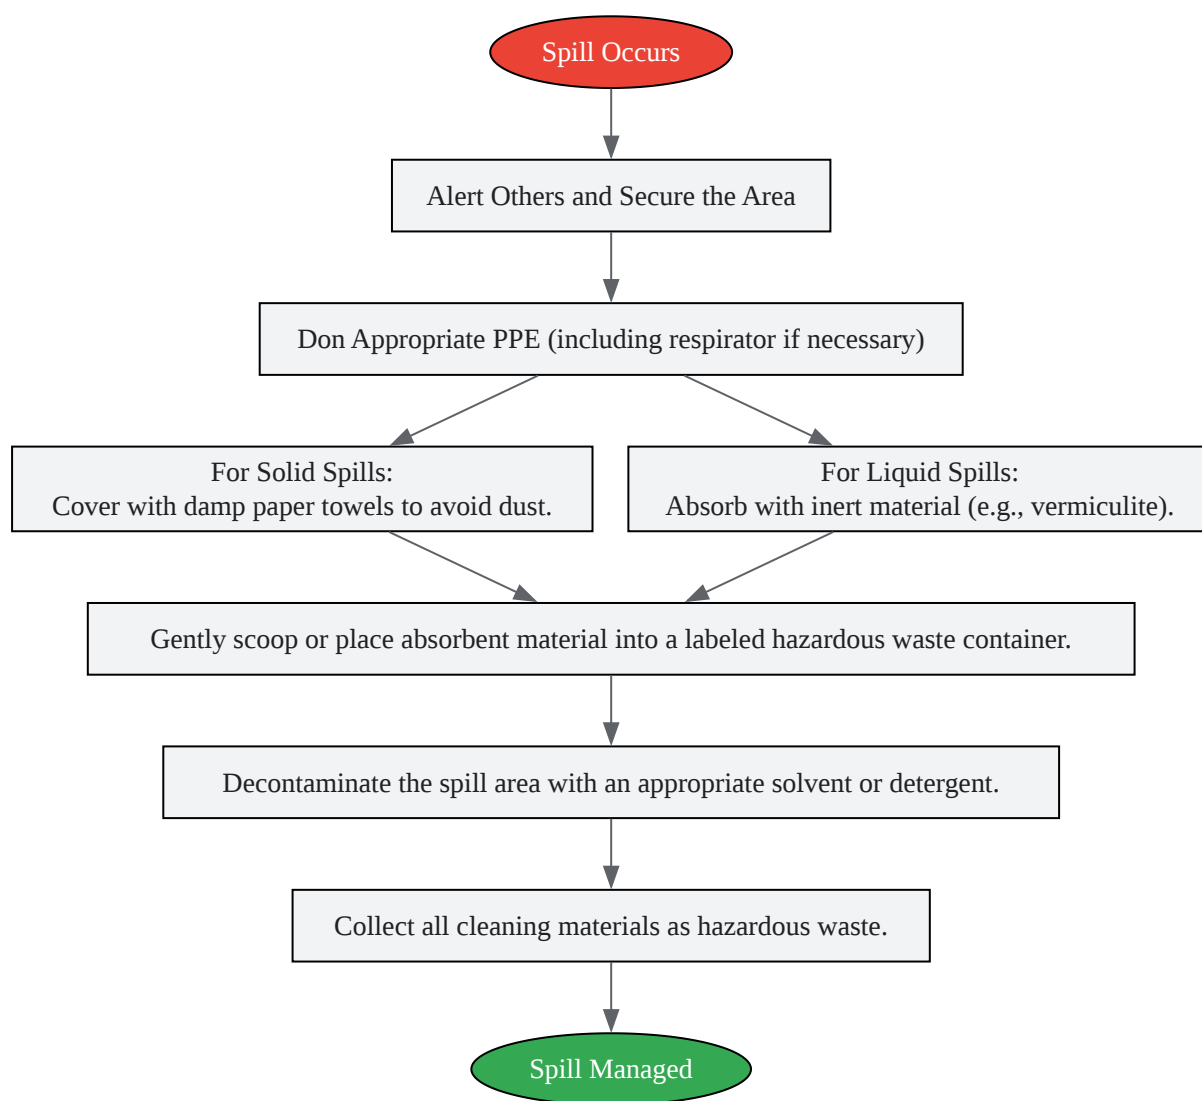 Spill Occurs
Alert Others and Secure the Area
Don Appropriate PPE (including respirator if necessary)
For Solid Spills:
Cover with damp paper towels to avoid dust.
For Liquid Spills:
Absorb with inert material (e.g., vermiculite).
Gently scoop or place absorbent material into a labeled hazardous waste container.
Decontaminate the spill area with an appropriate solvent or detergent.
Collect all cleaning materials as hazardous waste.
Spill Managed